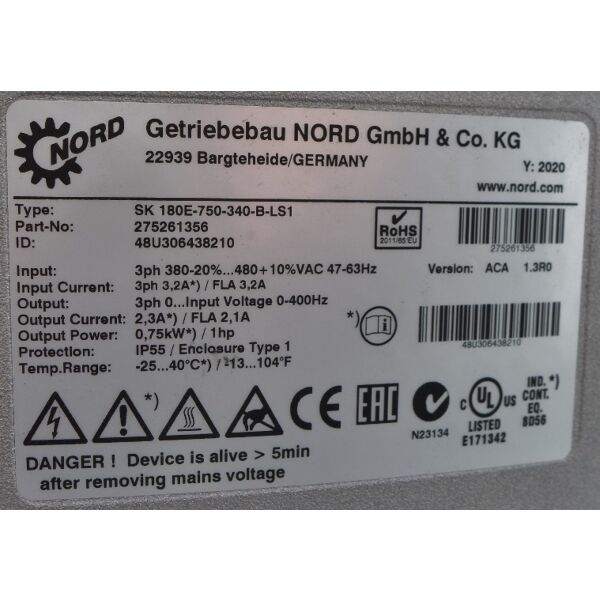 NORD
Getriebebau NORD GmbH & Co. KG
22939 Bargteheide/GERMANY
Y: 2020
www.nord.com
Type: SK 180E-750-340-B-LS1
Part-No: 275261356
ID: 48U306438210
RoHS
2011/65/EU
275261356
Input: 3ph 380-20%...480+10%VAC 47-63Hz
Version: ACA 1.3R0
Input Current: 3ph 3,2A*) / FLA 3,2A
Output: 3ph 0...Input Voltage 0-400Hz
Output Current: 2,3A*) / FLA 2,1A
Output Power: 0,75kW*) / 1hp
*)
48U306438210
Protection: IP55 / Enclosure Type 1
Temp.Range: -25...40°C*) / -13...104°F
*)
CE
EAC
N23134
C UL US
LISTED
E171342
IND. *)
CONT.
EQ.
8D56
DANGER ! Device is alive > 5min
after removing mains voltage